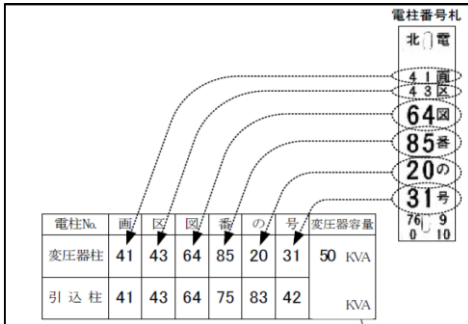 電柱番号札
北 電
41画
43区
64図
85番
20の
31号
76 9
0 10
電柱No. 画 区 図 番 の 号 変圧器容量
変圧器柱 41 43 64 85 20 31 50 KVA
引込柱 41 43 64 75 83 42 KVA